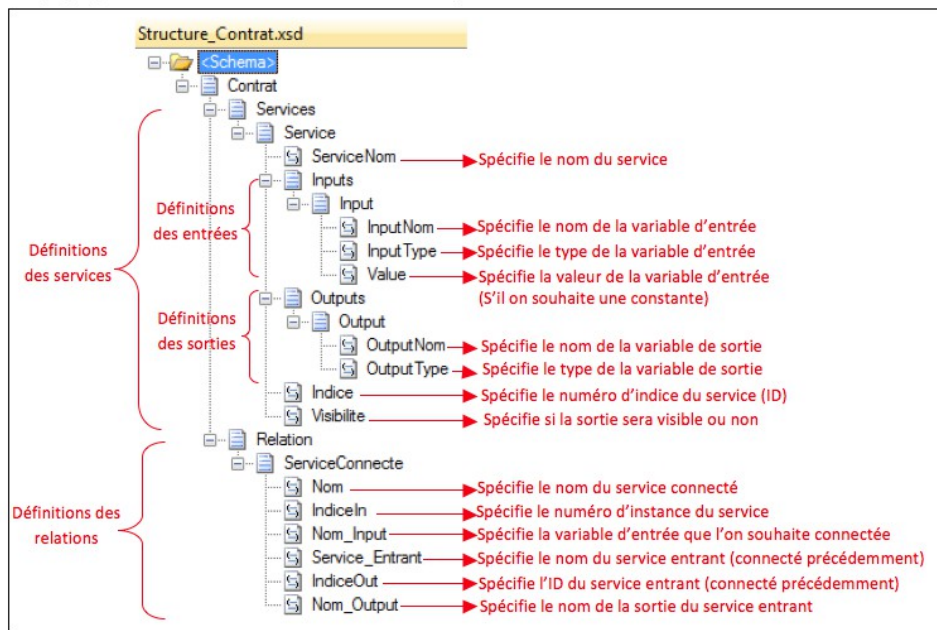 Structure_Contrat.xsd
<Schema>
Contrat
Services
Service
ServiceNom
Spécifie le nom du service
Inputs
Définitions
des entrées
Input
InputNom
Spécifie le nom de la variable d'entrée
InputType
Spécifie le type de la variable d'entrée
Value
Spécifie la valeur de la variable d'entrée
(S'il on souhaite une constante)
Définitions
des services
Outputs
Définitions
des sorties
Output
OutputNom
Spécifie le nom de la variable de sortie
OutputType
Spécifie le type de la variable de sortie
Indice
Spécifie le numéro d'indice du service (ID)
Visibilite
Spécifie si la sortie sera visible ou non
Relation
ServiceConnecte
Définitions des
relations
Nom
Spécifie le nom du service connecté
IndiceIn
Spécifie le numéro d'instance du service
Nom_Input
Spécifie la variable d'entrée que l'on souhaite connectée
Service_Entrant
Spécifie le nom du service entrant (connecté précédemment)
IndiceOut
Spécifie l'ID du service entrant (connecté précédemment)
Nom_Output
Spécifie le nom de la sortie du service entrant